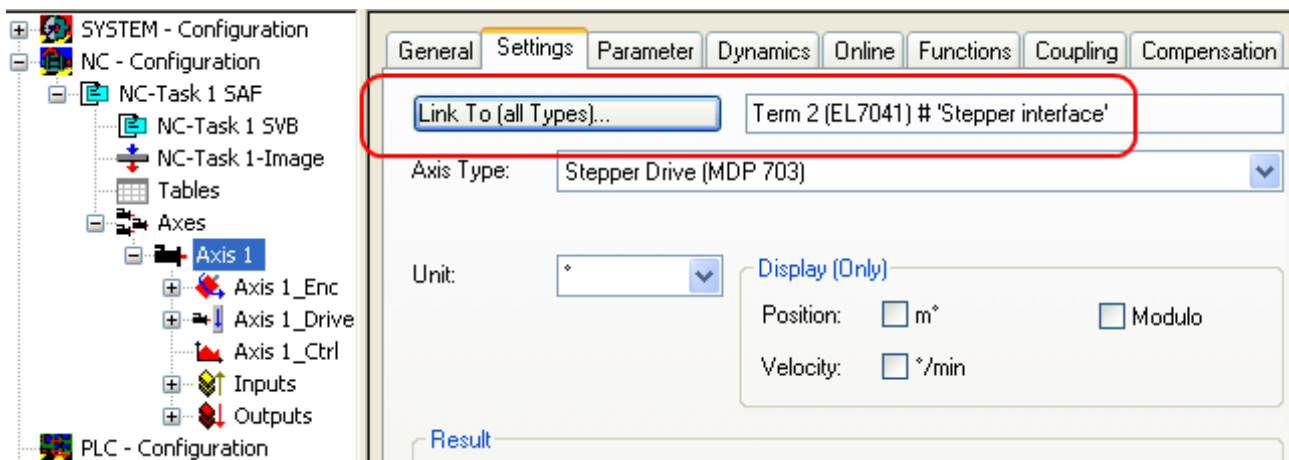 SYSTEM - Configuration
NC - Configuration
NC-Task 1 SAF
NC-Task 1 SVB
NC-Task 1-Image
Tables
Axes
Axis 1
Axis 1_Enc
Axis 1_Drive
Axis 1_Ctrl
Inputs
Outputs
PLC - Configuration
General Settings Parameter Dynamics Online Functions Coupling Compensation
Link To (all Types)... Term 2 (EL7041) # 'Stepper interface'
Axis Type: Stepper Drive (MDP 703)
Unit: °
Display (Only)
Position: m° Modulo
Velocity: °/min
Result